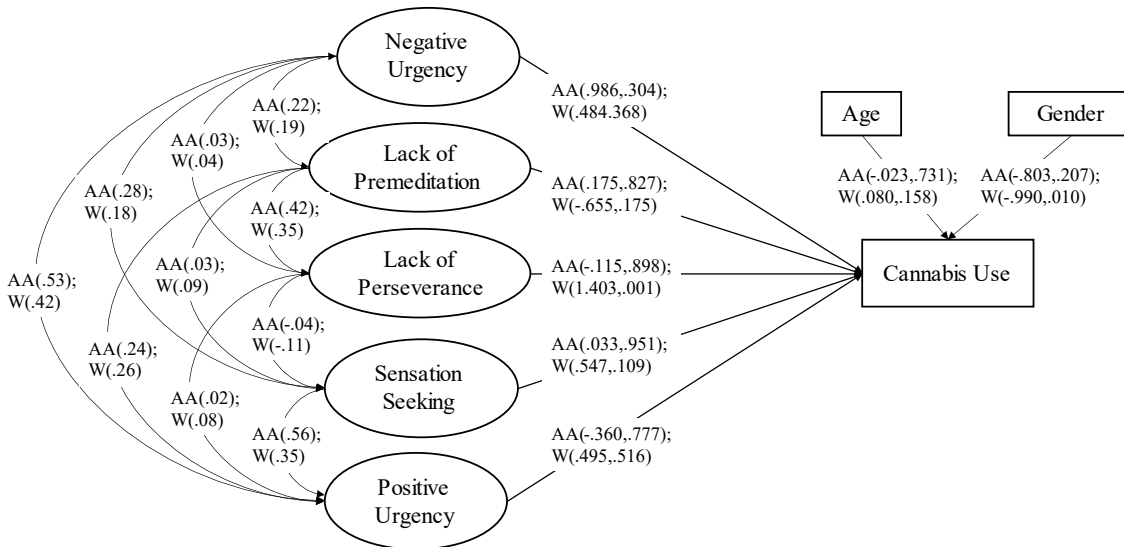 Negative
Urgency
AA(.986,.304);
W(.484.368)
AA(.22);
W(.19)
AA(.03);
W(.04)
Age
Gender
Lack of
Premeditation
AA(.28);
W(.18)
AA(.175,.827);
W(-.655,.175)
AA(-.023,.731);
W(.080,.158)
AA(-.803,.207);
W(-.990,.010)
AA(.42);
W(.35)
AA(.53);
W(.42)
AA(.03);
W(.09)
Lack of
Perseverance
AA(-.115,.898);
W(1.403,.001)
Cannabis Use
AA(-.04);
W(-.11)
AA(.24);
W(.26)
AA(.033,.951);
W(.547,.109)
Sensation
Seeking
AA(.02);
W(.08)
AA(.56);
W(.35)
AA(-.360,.777);
W(.495,.516)
Positive
Urgency